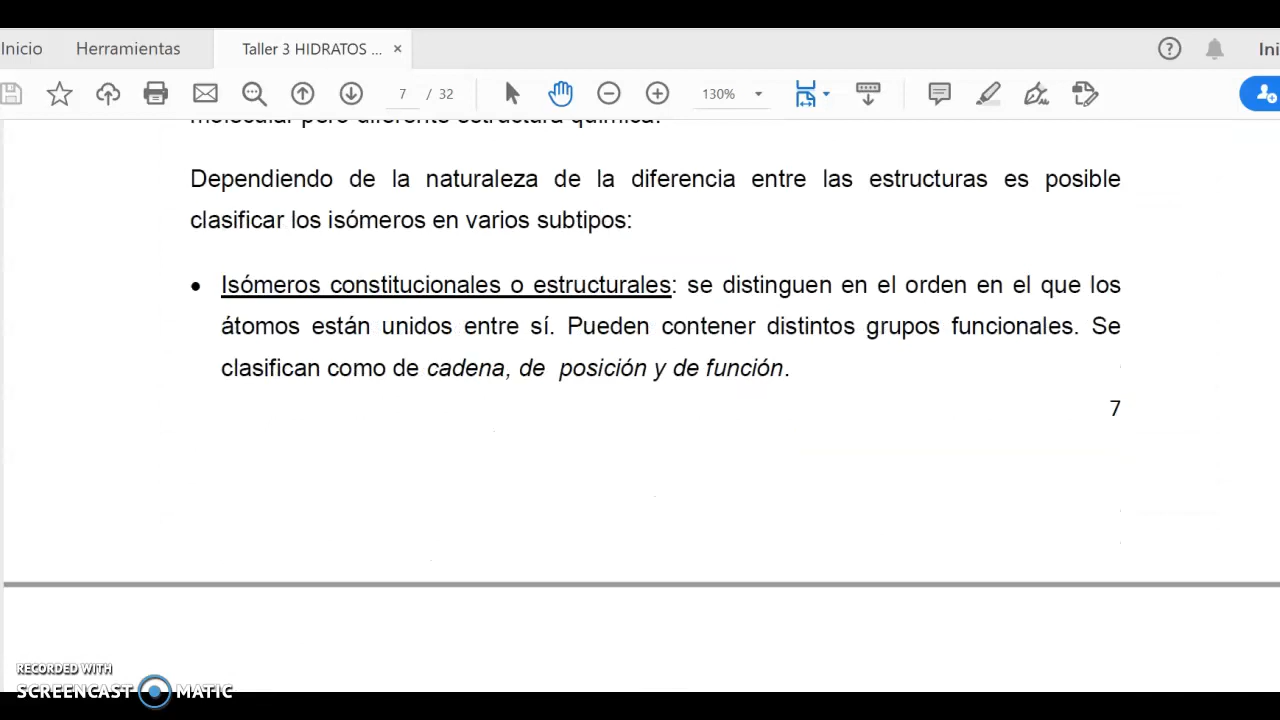 Inicio Herramientas Taller 3 HIDRATOS ... × ? Ini
7 / 32 130%
molecular pero diferente estructura química.
Dependiendo de la naturaleza de la diferencia entre las estructuras es posible
clasificar los isómeros en varios subtipos:
• Isómeros constitucionales o estructurales: se distinguen en el orden en el que los
átomos están unidos entre sí. Pueden contener distintos grupos funcionales. Se
clasifican como de cadena, de posición y de función.
7
RECORDED WITH
SCREENCAST MATIC